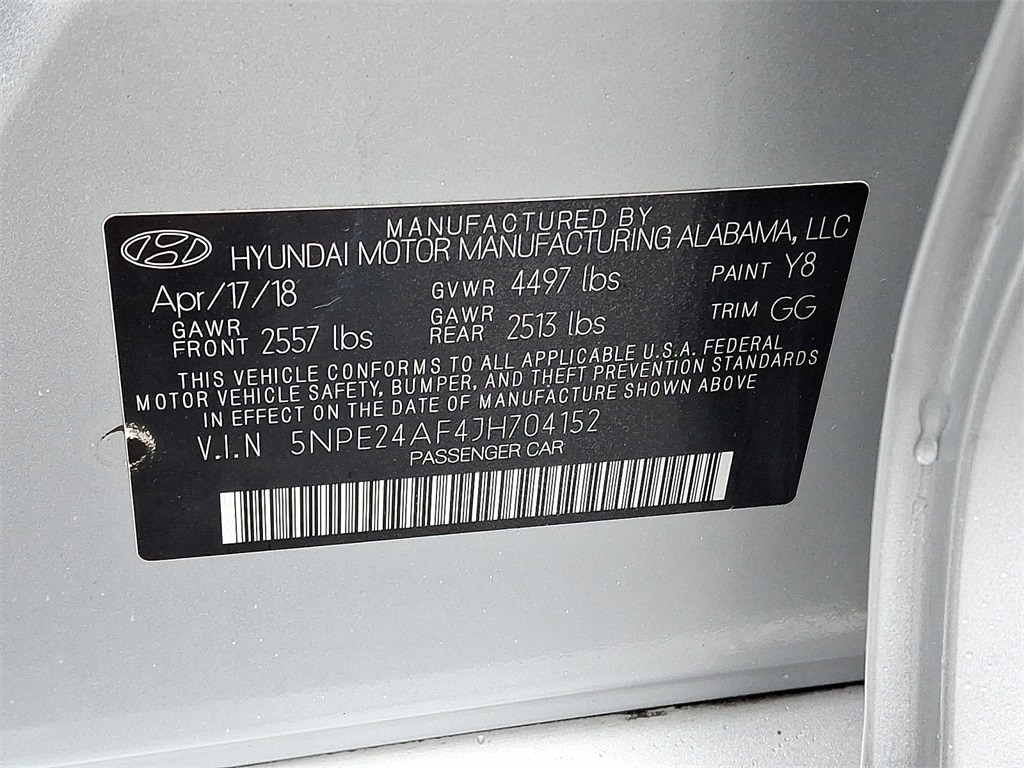 MANUFACTURED BY
HYUNDAI MOTOR MANUFACTURING ALABAMA, LLC
Apr/17/18 GVWR 4497 lbs PAINT Y8
GAWR FRONT 2557 lbs GAWR REAR 2513 lbs TRIM GG
THIS VEHICLE CONFORMS TO ALL APPLICABLE U.S.A. FEDERAL
MOTOR VEHICLE SAFETY, BUMPER, AND THEFT PREVENTION STANDARDS
IN EFFECT ON THE DATE OF MANUFACTURE SHOWN ABOVE
V.I.N 5NPE24AF4JH704152
PASSENGER CAR